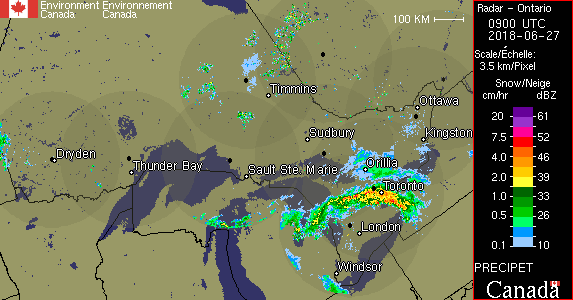 Environment Environnement
Canada Canada
100 KM
Timmins
Ottawa
Sudbury
Kingston
Dryden
Thunder Bay
Sault Ste. Marie
Orillia
Toronto
London
Windsor
Radar - Ontario
0900 UTC
2018-06-27
Scale/Échelle:
3.5 km/Pixel
Snow/Neige
cm/hr dBZ
20 61
7.5 52
4.0 46
2.0 39
1.0 33
0.5 26
0.1 10
PRECIPET
Canada